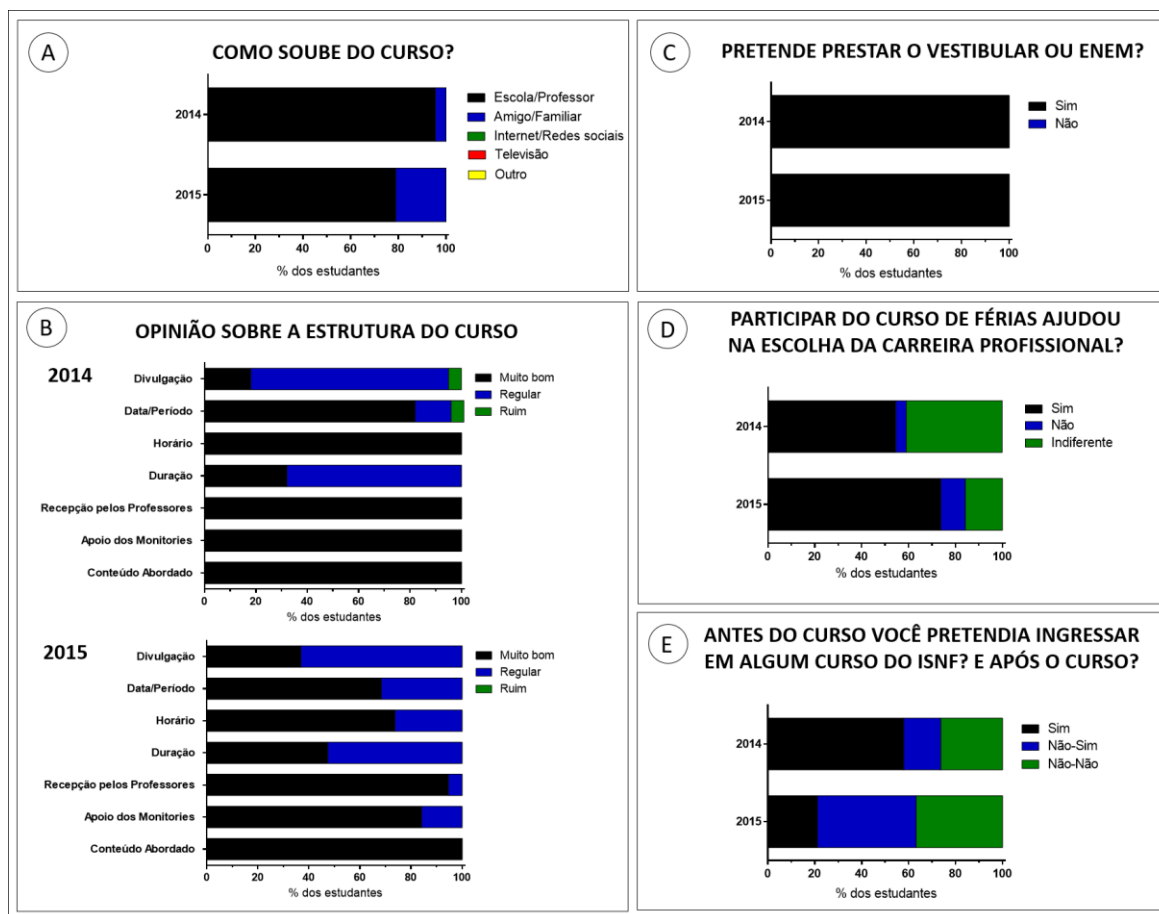 A
COMO SOUBE DO CURSO?
2014
2015
Escola/Professor
Amigo/Familiar
Internet/Redes sociais
Televisão
Outro
0 20 40 60 80 100
% dos estudantes
B
OPINIÃO SOBRE A ESTRUTURA DO CURSO
2014
Divulgação
Data/Período
Horário
Duração
Recepção pelos Professores
Apoio dos Monitories
Conteúdo Abordado
Muito bom
Regular
Ruim
0 20 40 60 80 100
% dos estudantes
2015
Divulgação
Data/Período
Horário
Duração
Recepção pelos Professores
Apoio dos Monitories
Conteúdo Abordado
Muito bom
Regular
Ruim
0 20 40 60 80 100
% dos estudantes
C
PRETENDE PRESTAR O VESTIBULAR OU ENEM?
2014
2015
Sim
Não
0 20 40 60 80 100
% dos estudantes
D
PARTICIPAR DO CURSO DE FÉRIAS AJUDOU
NA ESCOLHA DA CARREIRA PROFISSIONAL?
2014
2015
Sim
Não
Indiferente
0 20 40 60 80 100
% dos estudantes
E
ANTES DO CURSO VOCÊ PRETENDIA INGRESSAR
EM ALGUM CURSO DO ISNF? E APÓS O CURSO?
2014
2015
Sim
Não-Sim
Não-Não
0 20 40 60 80 100
% dos estudantes